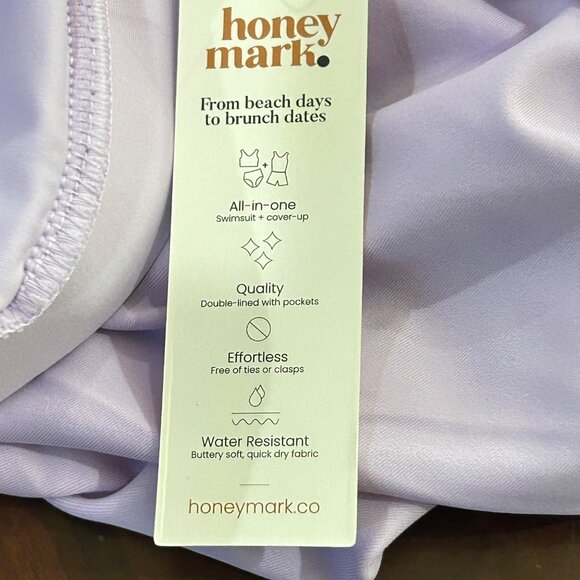 honey
mark.
From beach days
to brunch dates
+
All-in-one
Swimsuit + cover-up
Quality
Double-lined with pockets
Effortless
Free of ties or clasps
Water Resistant
Buttery soft, quick dry fabric
honeymark.co